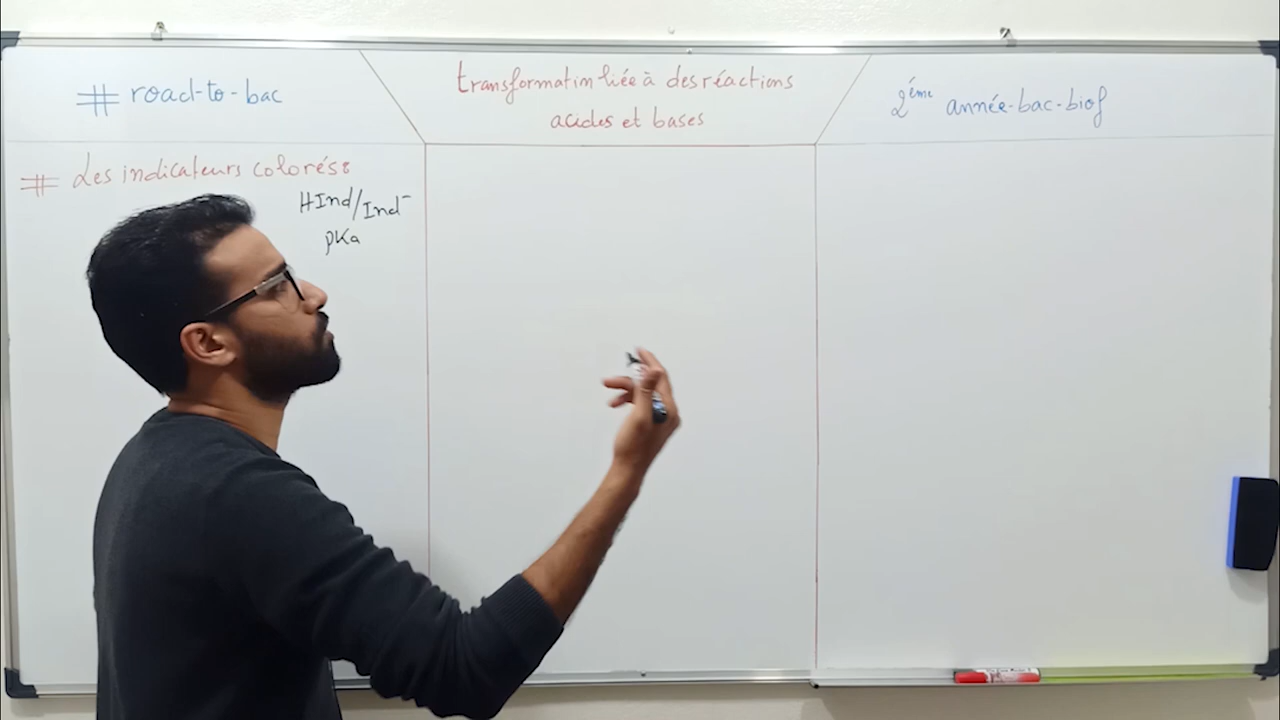 # road-to-bac
transformation liée à des réactions
acides et bases
2ème année-bac-biof
# Les indicateurs colorés:
HInd/Ind⁻
pKa